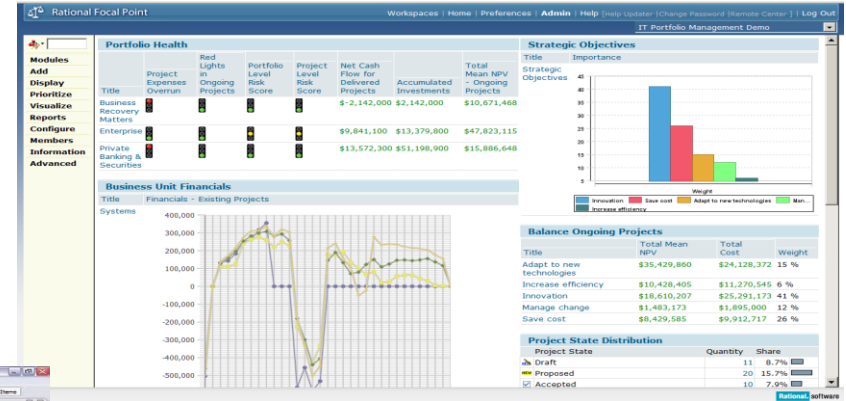 Rational Focal Point
Workspaces | Home | Preferences | Admin | Help [Help Updater |Change Password |Remote Center ] | Log Out
IT Portfolio Management Demo
Modules
Add
Display
Prioritize
Visualize
Reports
Configure
Members
Information
Advanced
Portfolio Health
Title
Project Expenses Overrun
Red Lights in Ongoing Projects
Portfolio Level Risk Score
Project Level Risk Score
Net Cash Flow for Delivered Projects
Accumulated Investments
Total Mean NPV - Ongoing Projects
Business Recovery Matters $-2,142,000 $2,142,000 $10,671,468
Enterprise $9,841,100 $13,379,800 $47,823,115
Private Banking & Securities $13,572,300 $51,198,900 $15,886,648
Business Unit Financials
Title Financials - Existing Projects
Systems
400,000
300,000
200,000
100,000
0
-100,000
-200,000
-300,000
-400,000
-500,000
Strategic Objectives
Title Importance
Strategic Objectives
45
40
35
30
25
20
15
10
5
Weight
Innovation Save cost Adapt to new technologies Man...
Increase efficiency
Balance Ongoing Projects
Title Total Mean NPV Total Cost Weight
Adapt to new technologies $35,429,860 $24,128,372 15 %
Increase efficiency $10,428,405 $11,270,545 6 %
Innovation $18,610,207 $25,291,173 41 %
Manage change $1,483,173 $1,895,000 12 %
Save cost $8,429,585 $9,912,717 26 %
Project State Distribution
Project State Quantity Share
Draft 11 8.7%
NEW Proposed 20 15.7%
Accepted 10 7.9%
Rational. software